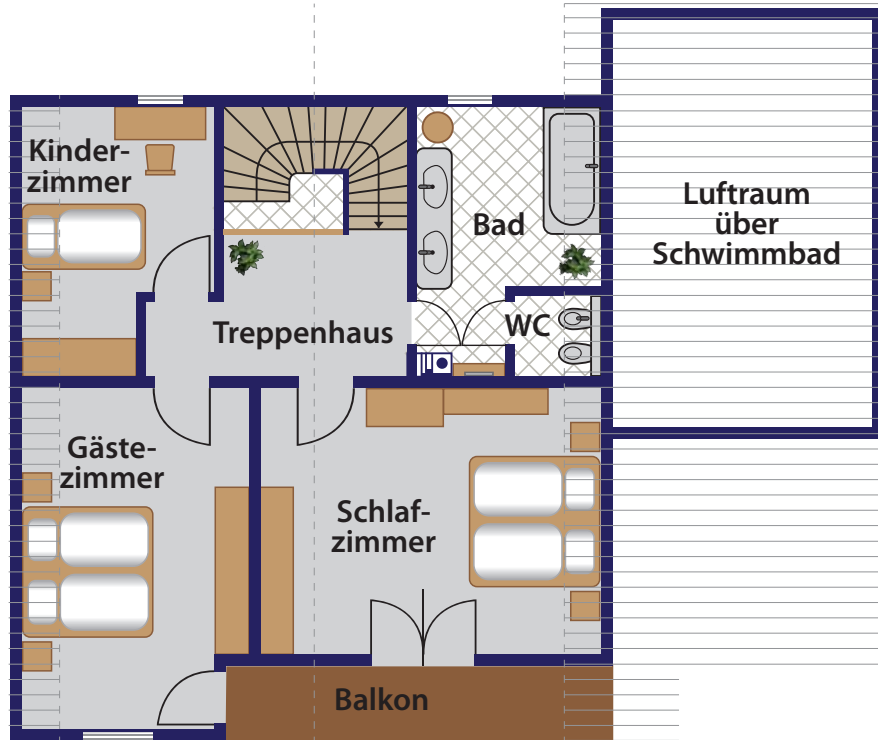 Kinder-
zimmer
Bad
Luftraum
über
Schwimmbad
Treppenhaus
WC
Gäste-
zimmer
Schlaf-
zimmer
Balkon